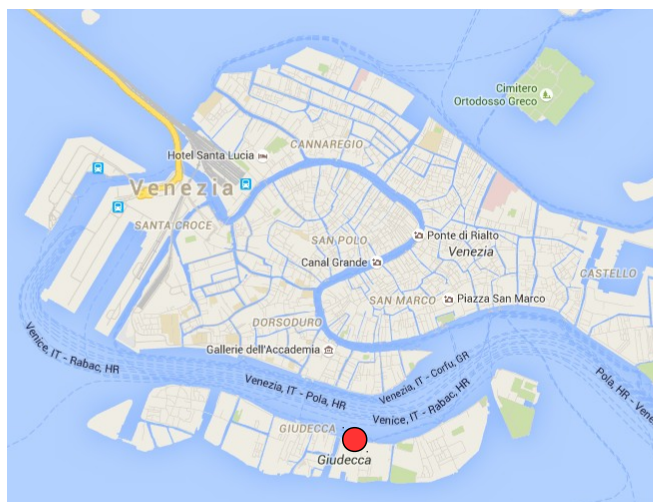 Cimitero
Ortodosso Greco
CANNAREGIO
Hotel Santa Lucia
Venezia
SANTA CROCE
SAN POLO
Ponte di Rialto
Venezia
Canal Grande
CASTELLO
SAN MARCO
Piazza San Marco
DORSODURO
Gallerie dell'Accademia
Venice, IT - Rabac, HR
Venezia, IT - Pola, HR
Venezia, IT - Corfu, GR
Venice, IT - Rabac, HR
Pola, HR - Vene
GIUDECCA
Giudecca